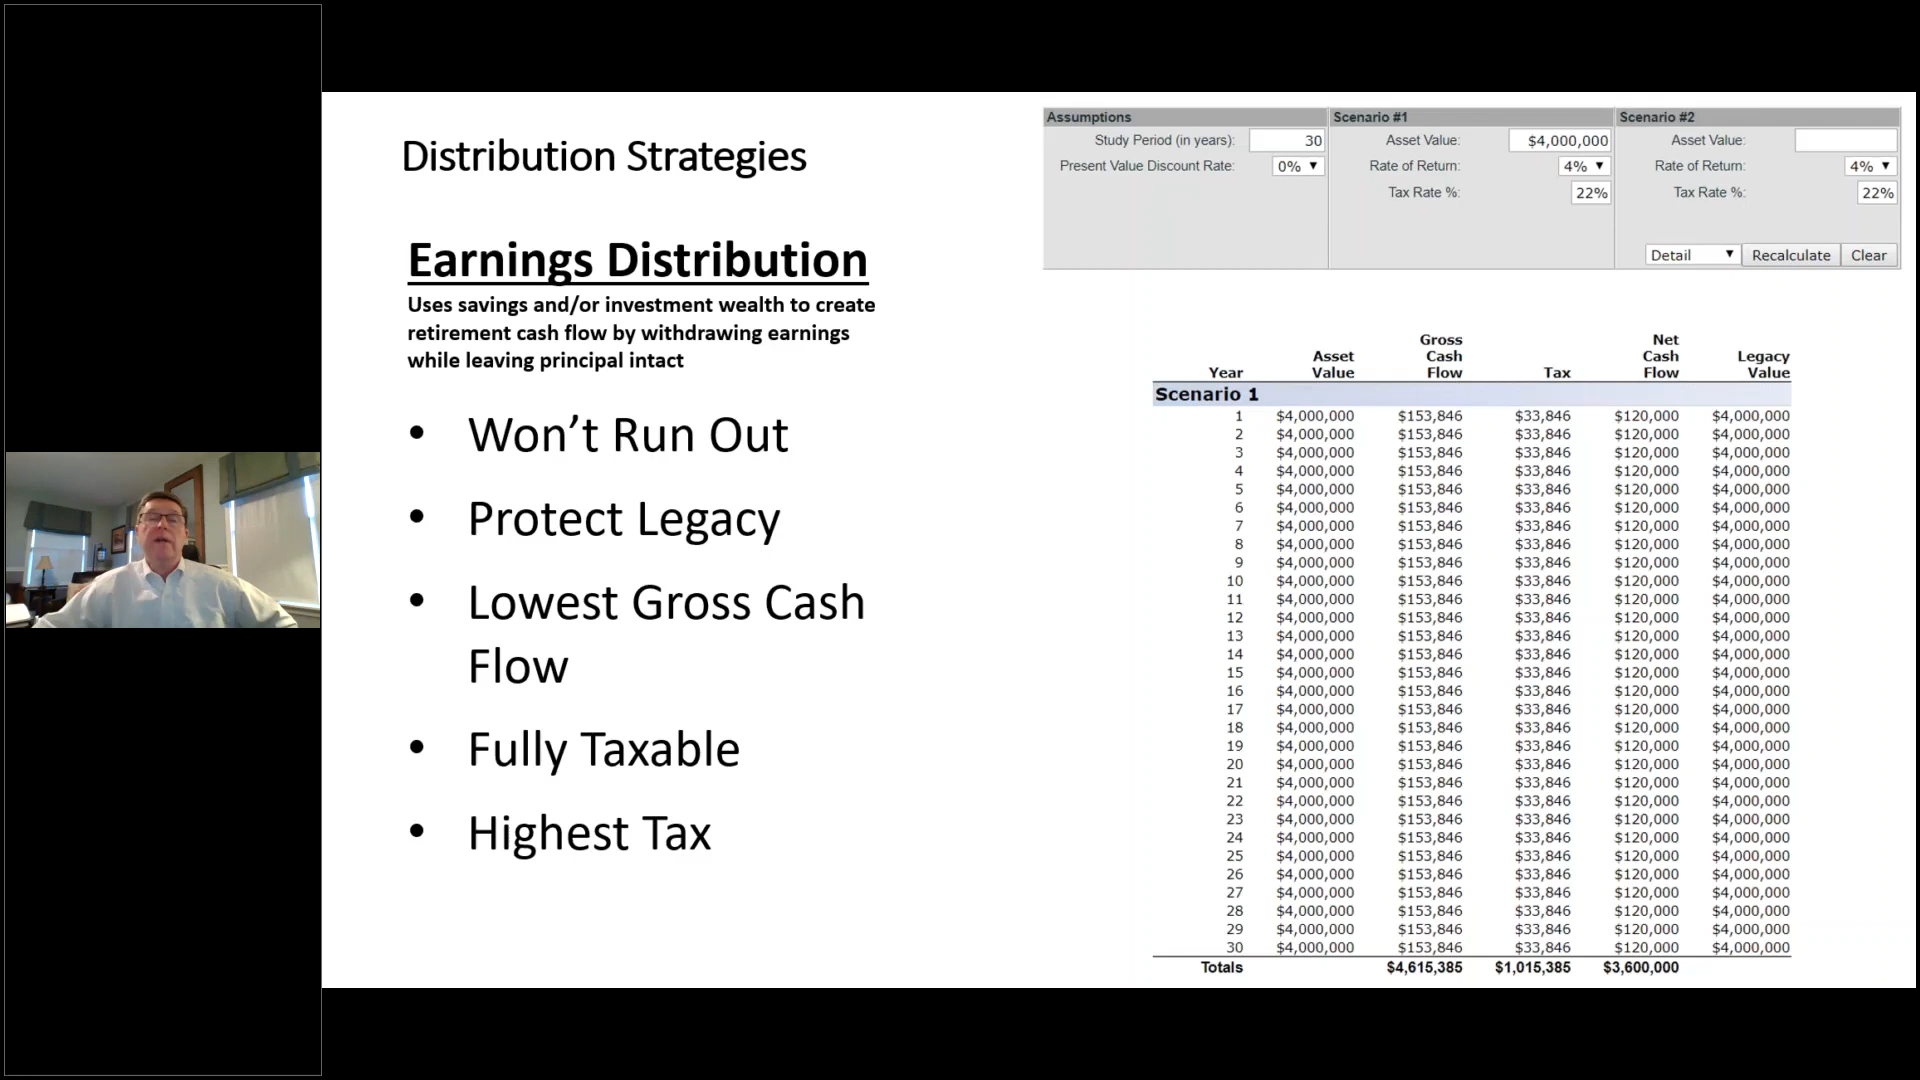 Distribution Strategies
Earnings Distribution
Uses savings and/or investment wealth to create
retirement cash flow by withdrawing earnings
while leaving principal intact
• Won’t Run Out
• Protect Legacy
• Lowest Gross Cash
Flow
• Fully Taxable
• Highest Tax
Assumptions Scenario #1 Scenario #2
Study Period (in years): 30 Asset Value: $4,000,000 Asset Value:
Present Value Discount Rate: 0% ▼ Rate of Return: 4% ▼ Rate of Return: 4% ▼
Tax Rate %: 22% Tax Rate %: 22%
Detail ▼ Recalculate Clear
Gross Net
Asset Cash Cash Legacy
Year Value Flow Tax Flow Value
Scenario 1
1 $4,000,000 $153,846 $33,846 $120,000 $4,000,000
2 $4,000,000 $153,846 $33,846 $120,000 $4,000,000
3 $4,000,000 $153,846 $33,846 $120,000 $4,000,000
4 $4,000,000 $153,846 $33,846 $120,000 $4,000,000
5 $4,000,000 $153,846 $33,846 $120,000 $4,000,000
6 $4,000,000 $153,846 $33,846 $120,000 $4,000,000
7 $4,000,000 $153,846 $33,846 $120,000 $4,000,000
8 $4,000,000 $153,846 $33,846 $120,000 $4,000,000
9 $4,000,000 $153,846 $33,846 $120,000 $4,000,000
10 $4,000,000 $153,846 $33,846 $120,000 $4,000,000
11 $4,000,000 $153,846 $33,846 $120,000 $4,000,000
12 $4,000,000 $153,846 $33,846 $120,000 $4,000,000
13 $4,000,000 $153,846 $33,846 $120,000 $4,000,000
14 $4,000,000 $153,846 $33,846 $120,000 $4,000,000
15 $4,000,000 $153,846 $33,846 $120,000 $4,000,000
16 $4,000,000 $153,846 $33,846 $120,000 $4,000,000
17 $4,000,000 $153,846 $33,846 $120,000 $4,000,000
18 $4,000,000 $153,846 $33,846 $120,000 $4,000,000
19 $4,000,000 $153,846 $33,846 $120,000 $4,000,000
20 $4,000,000 $153,846 $33,846 $120,000 $4,000,000
21 $4,000,000 $153,846 $33,846 $120,000 $4,000,000
22 $4,000,000 $153,846 $33,846 $120,000 $4,000,000
23 $4,000,000 $153,846 $33,846 $120,000 $4,000,000
24 $4,000,000 $153,846 $33,846 $120,000 $4,000,000
25 $4,000,000 $153,846 $33,846 $120,000 $4,000,000
26 $4,000,000 $153,846 $33,846 $120,000 $4,000,000
27 $4,000,000 $153,846 $33,846 $120,000 $4,000,000
28 $4,000,000 $153,846 $33,846 $120,000 $4,000,000
29 $4,000,000 $153,846 $33,846 $120,000 $4,000,000
30 $4,000,000 $153,846 $33,846 $120,000 $4,000,000
Totals $4,615,385 $1,015,385 $3,600,000